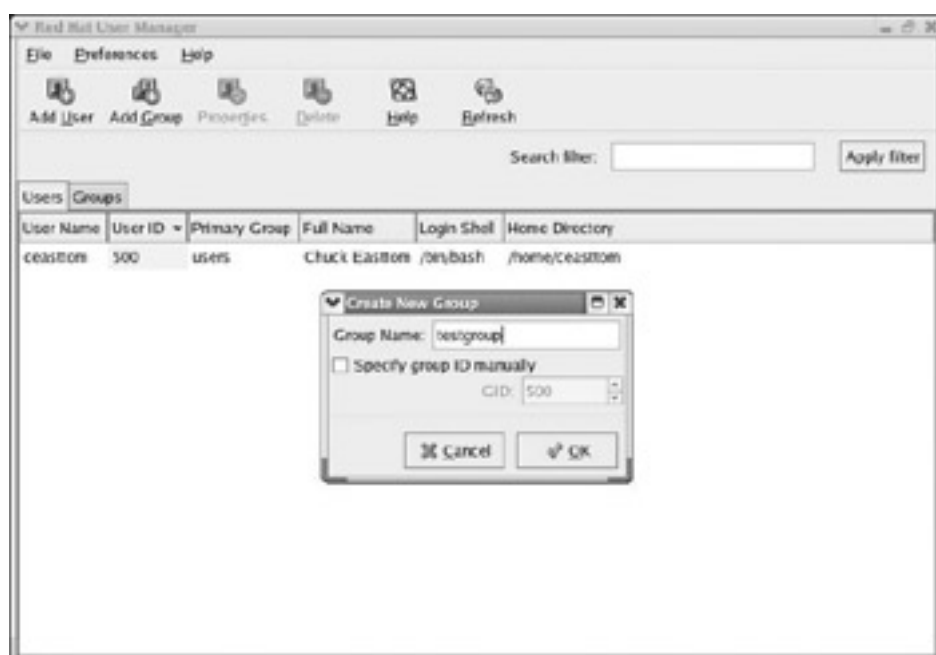 Red Hat User Manager
File Preferences Help
Add User Add Group Properties Delete Help Refresh
Search filter: Apply filter
Users Groups
User Name User ID Primary Group Full Name Login Shell Home Directory
ceasttom 500 users Chuck Easttom /bin/bash /home/ceasttom
Create New Group
Group Name: testgroup
Specify group ID manually
GID: 500
Cancel OK